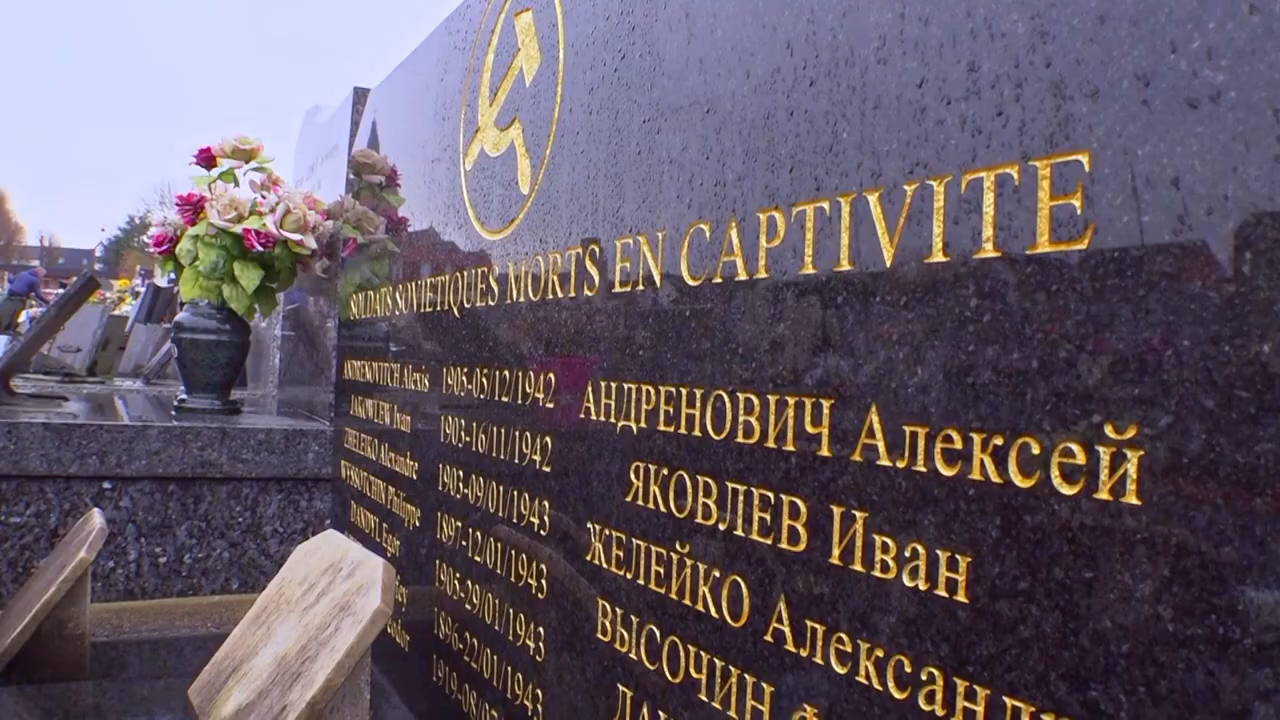 SOLDATS SOVIETIQUES MORTS EN CAPTIVITE
ANDRENOVITCH Alexis 1905-05/12/1942 АНДРЕНОВИЧ Алексей
JAKOWLEW Ivan 1903-16/11/1942 ЯКОВЛЕВ Иван
ZHELEIKO Alexandre 1903-09/01/1943 ЖЕЛЕЙКО Александ
WYSSOTCHIN Philippe 1897-12/01/1943 ВЫСОЧИН
DANDYL Egor 1905-29/01/1943
1896-22/01/1943